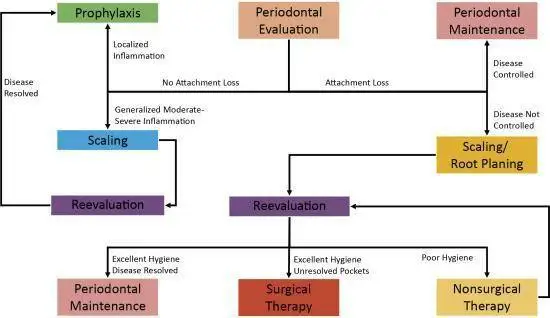 Prophylaxis
Periodontal
Evaluation
Periodontal
Maintenance
Localized
Inflammation
Disease
Resolved
No Attachment Loss
Attachment Loss
Disease
Controlled
Generalized Moderate-
Severe Inflammation
Disease Not
Controlled
Scaling
Scaling/
Root Planing
Reevaluation
Reevaluation
Excellent Hygiene
Disease Resolved
Excellent Hygiene
Unresolved Pockets
Poor Hygiene
Periodontal
Maintenance
Surgical
Therapy
Nonsurgical
Therapy